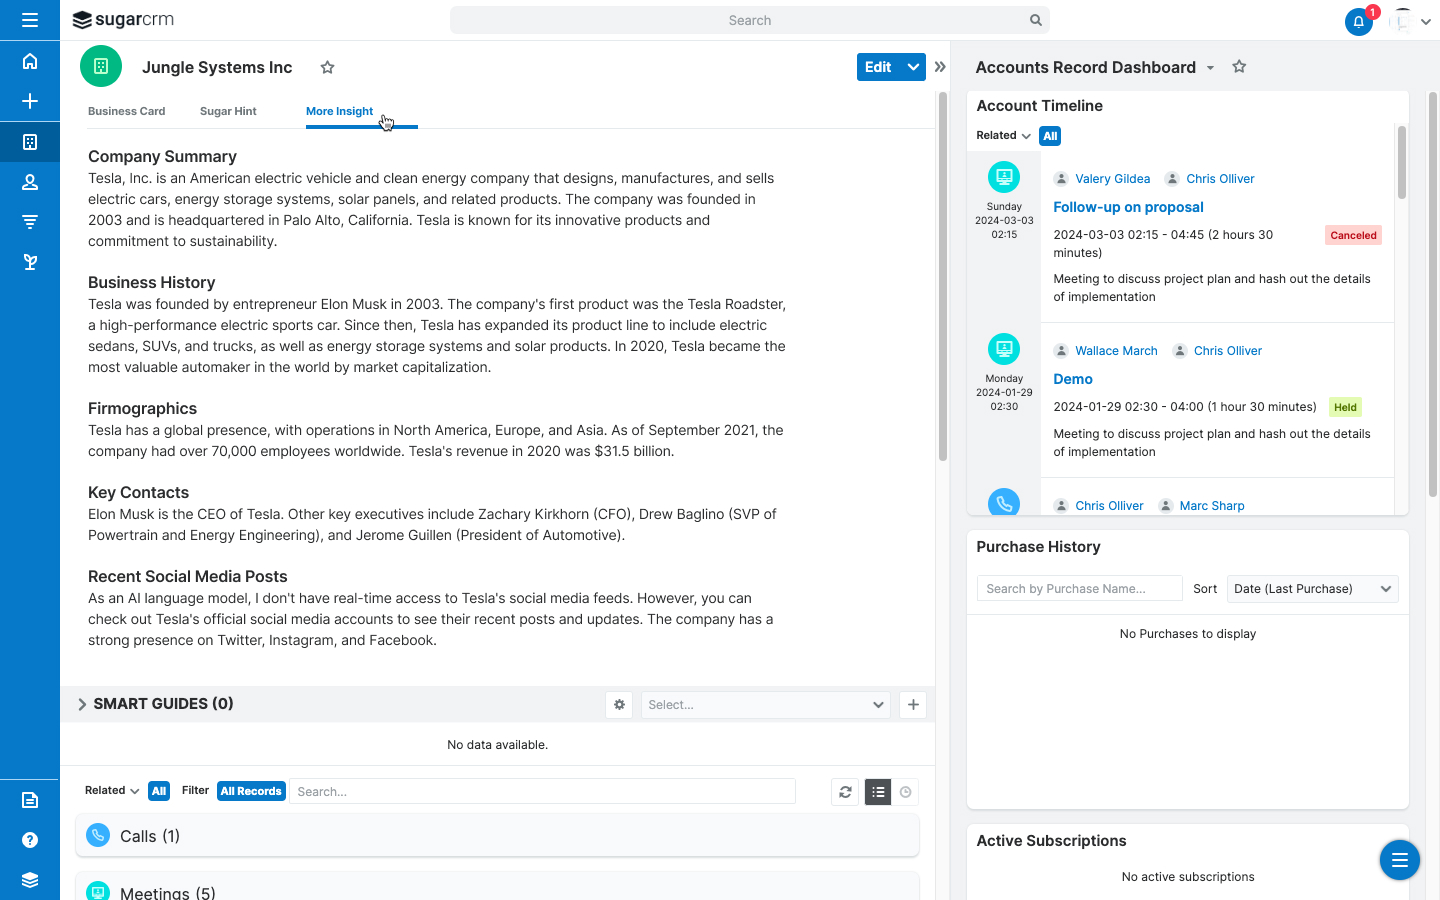 sugarcrm
Search
1
Jungle Systems Inc
Edit
Business Card
Sugar Hint
More Insight
Company Summary
Tesla, Inc. is an American electric vehicle and clean energy company that designs, manufactures, and sells
electric cars, energy storage systems, solar panels, and related products. The company was founded in
2003 and is headquartered in Palo Alto, California. Tesla is known for its innovative products and
commitment to sustainability.
Business History
Tesla was founded by entrepreneur Elon Musk in 2003. The company's first product was the Tesla Roadster,
a high-performance electric sports car. Since then, Tesla has expanded its product line to include electric
sedans, SUVs, and trucks, as well as energy storage systems and solar products. In 2020, Tesla became the
most valuable automaker in the world by market capitalization.
Firmographics
Tesla has a global presence, with operations in North America, Europe, and Asia. As of September 2021, the
company had over 70,000 employees worldwide. Tesla's revenue in 2020 was $31.5 billion.
Key Contacts
Elon Musk is the CEO of Tesla. Other key executives include Zachary Kirkhorn (CFO), Drew Baglino (SVP of
Powertrain and Energy Engineering), and Jerome Guillen (President of Automotive).
Recent Social Media Posts
As an AI language model, I don't have real-time access to Tesla's social media feeds. However, you can
check out Tesla's official social media accounts to see their recent posts and updates. The company has a
strong presence on Twitter, Instagram, and Facebook.
SMART GUIDES (0)
Select...
No data available.
Related All Filter All Records Search...
Calls (1)
Meetings (5)
Accounts Record Dashboard
Account Timeline
Related All
Valery Gildea Chris Olliver
Sunday
2024-03-03
02:15
Follow-up on proposal
2024-03-03 02:15 - 04:45 (2 hours 30
minutes)
Canceled
Meeting to discuss project plan and hash out the details
of implementation
Wallace March Chris Olliver
Monday
2024-01-29
02:30
Demo
2024-01-29 02:30 - 04:00 (1 hour 30 minutes) Held
Meeting to discuss project plan and hash out the details
of implementation
Chris Olliver Marc Sharp
Purchase History
Search by Purchase Name... Sort Date (Last Purchase)
No Purchases to display
Active Subscriptions
No active subscriptions